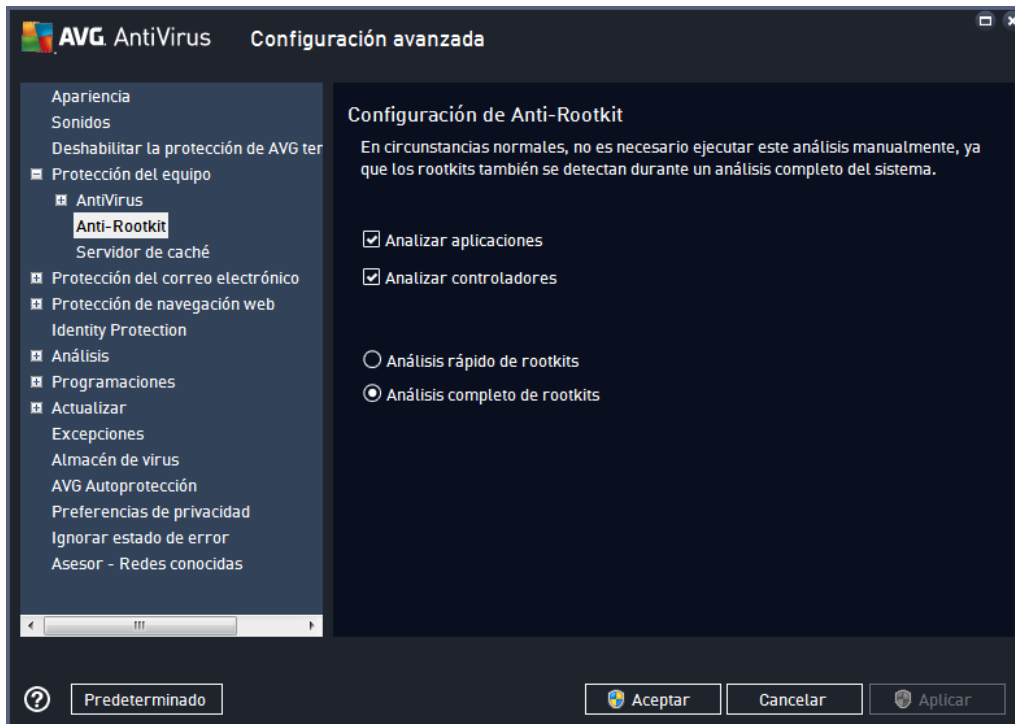 AVG. AntiVirus Configuración avanzada
Apariencia
Sonidos
Deshabilitar la protección de AVG ter
Protección del equipo
AntiVirus
Anti-Rootkit
Servidor de caché
Protección del correo electrónico
Protección de navegación web
Identity Protection
Análisis
Programaciones
Actualizar
Excepciones
Almacén de virus
AVG Autoprotección
Preferencias de privacidad
Ignorar estado de error
Asesor - Redes conocidas
Configuración de Anti-Rootkit
En circunstancias normales, no es necesario ejecutar este análisis manualmente, ya
que los rootkits también se detectan durante un análisis completo del sistema.
Analizar aplicaciones
Analizar controladores
Análisis rápido de rootkits
Análisis completo de rootkits
? Predeterminado Aceptar Cancelar Aplicar